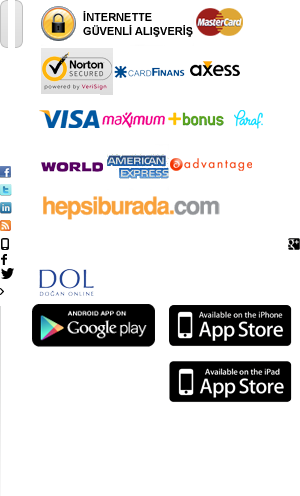 İNTERNETTE
GÜVENLİ ALIŞVERİŞ
MasterCard
Norton
SECURED
powered by VeriSign
CARDFINANS
axess
VISA
maximum
+bonus
Paraf
WORLD
AMERICAN
EXPRESS
advantage
hepsiburada.com
DOL
DOĞAN ONLINE
ANDROID APP ON
Google play
Available on the iPhone
App Store
Available on the iPad
App Store